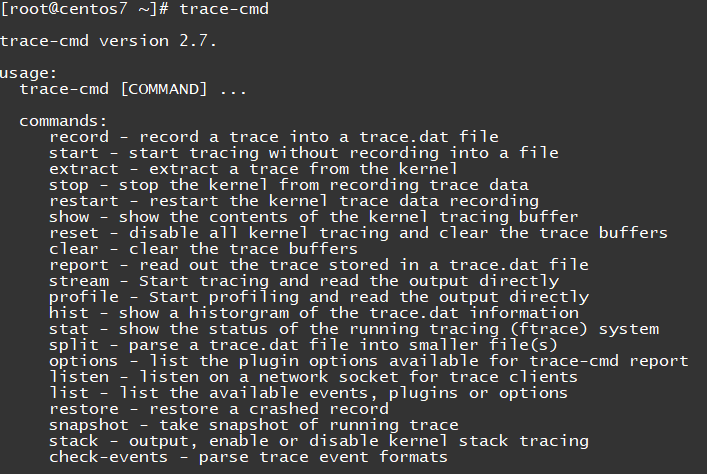 [root@centos7 ~]# trace-cmd
trace-cmd version 2.7.
usage:
trace-cmd [COMMAND] ...
commands:
record - record a trace into a trace.dat file
start - start tracing without recording into a file
extract - extract a trace from the kernel
stop - stop the kernel from recording trace data
restart - restart the kernel trace data recording
show - show the contents of the kernel tracing buffer
reset - disable all kernel tracing and clear the trace buffers
clear - clear the trace buffers
report - read out the trace stored in a trace.dat file
stream - Start tracing and read the output directly
profile - Start profiling and read the output directly
hist - show a historgram of the trace.dat information
stat - show the status of the running tracing (ftrace) system
split - parse a trace.dat file into smaller file(s)
options - list the plugin options available for trace-cmd report
listen - listen on a network socket for trace clients
list - list the available events, plugins or options
restore - restore a crashed record
snapshot - take snapshot of running trace
stack - output, enable or disable kernel stack tracing
check-events - parse trace event formats